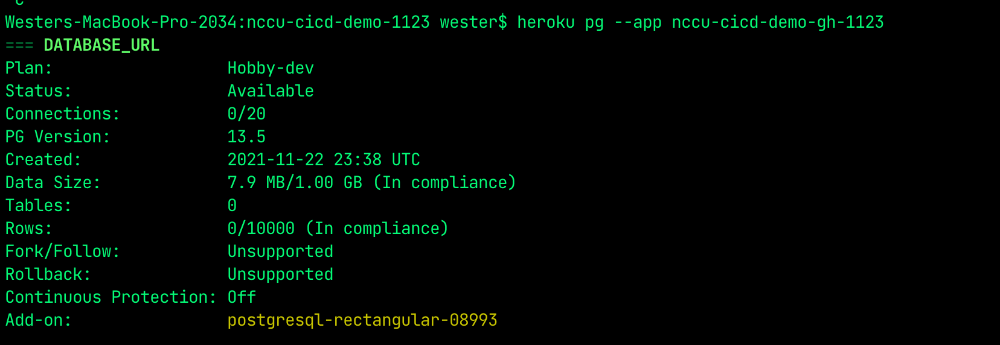 Westers-MacBook-Pro-2034:nccu-cicd-demo-1123 wester$ heroku pg --app nccu-cicd-demo-gh-1123
=== DATABASE_URL
Plan: Hobby-dev
Status: Available
Connections: 0/20
PG Version: 13.5
Created: 2021-11-22 23:38 UTC
Data Size: 7.9 MB/1.00 GB (In compliance)
Tables: 0
Rows: 0/10000 (In compliance)
Fork/Follow: Unsupported
Rollback: Unsupported
Continuous Protection: Off
Add-on: postgresql-rectangular-08993